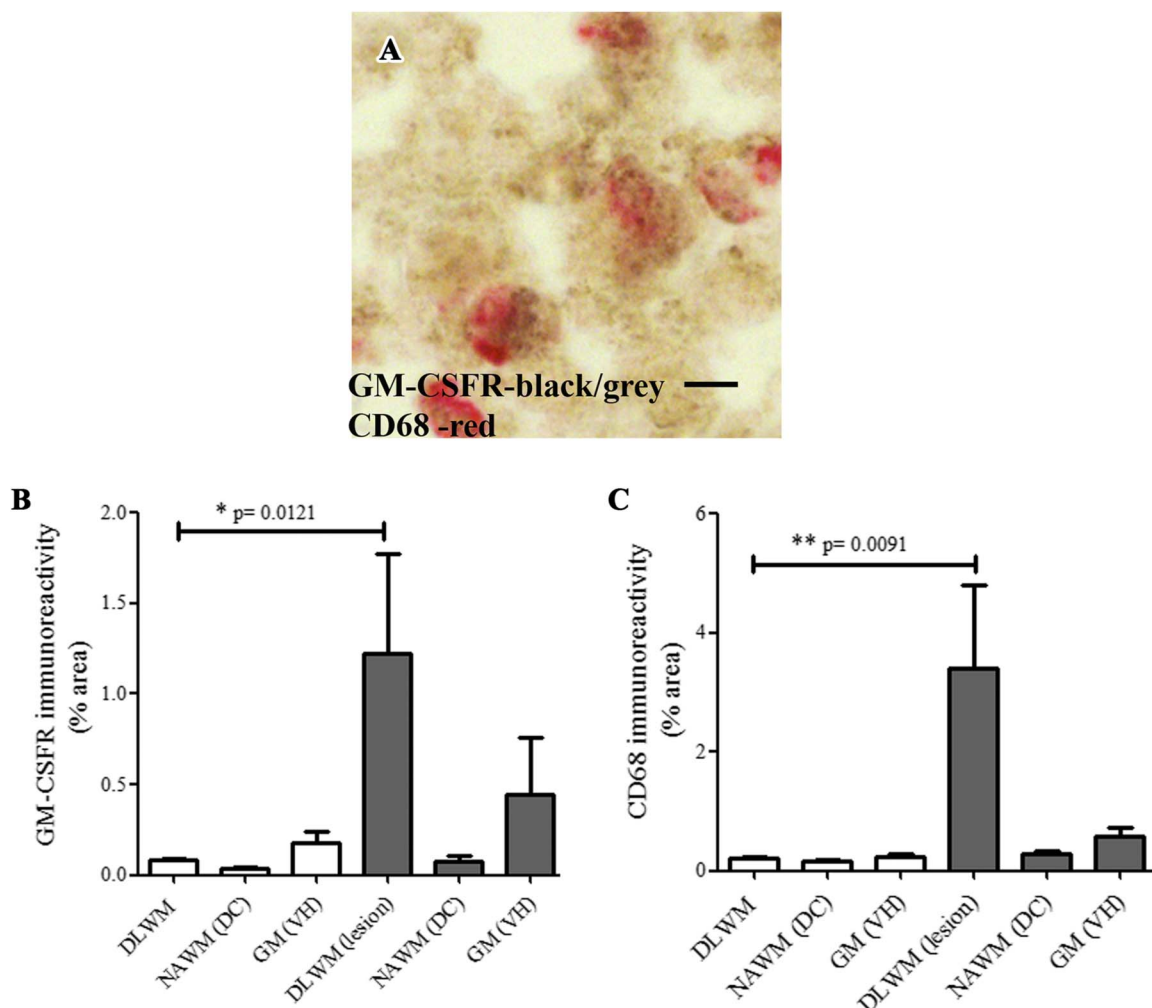 A
GM-CSFR-black/grey
CD68 -red
B
GM-CSFR immunoreactivity
(% area)
2.0
1.5
1.0
0.5
0.0
* p= 0.0121
DLWM
NAWM (DC)
GM (VH)
DLWM (lesion)
NAWM (DC)
GM (VH)
C
CD68 immunoreactivity
(% area)
6
4
2
0
** p= 0.0091
DLWM
NAWM (DC)
GM (VH)
DLWM (lesion)
NAWM (DC)
GM (VH)